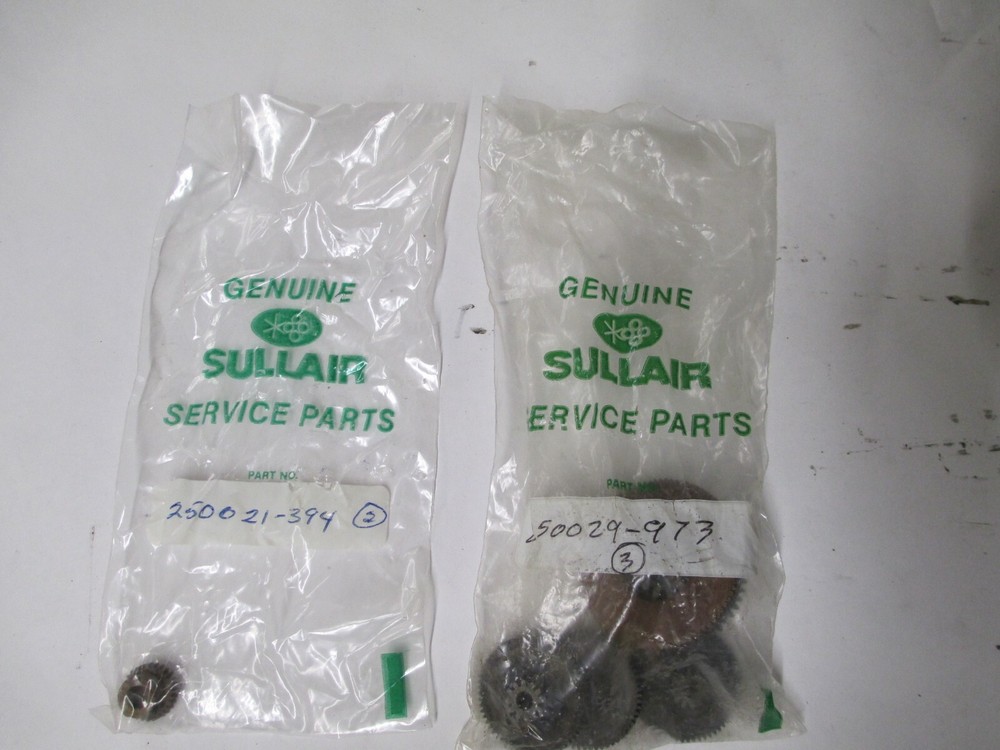 GENUINE
SULLAIR
SERVICE PARTS
PART NO.
250021-394 2
GENUINE
SULLAIR
ERVICE PARTS
PART NO.
50029-973
3